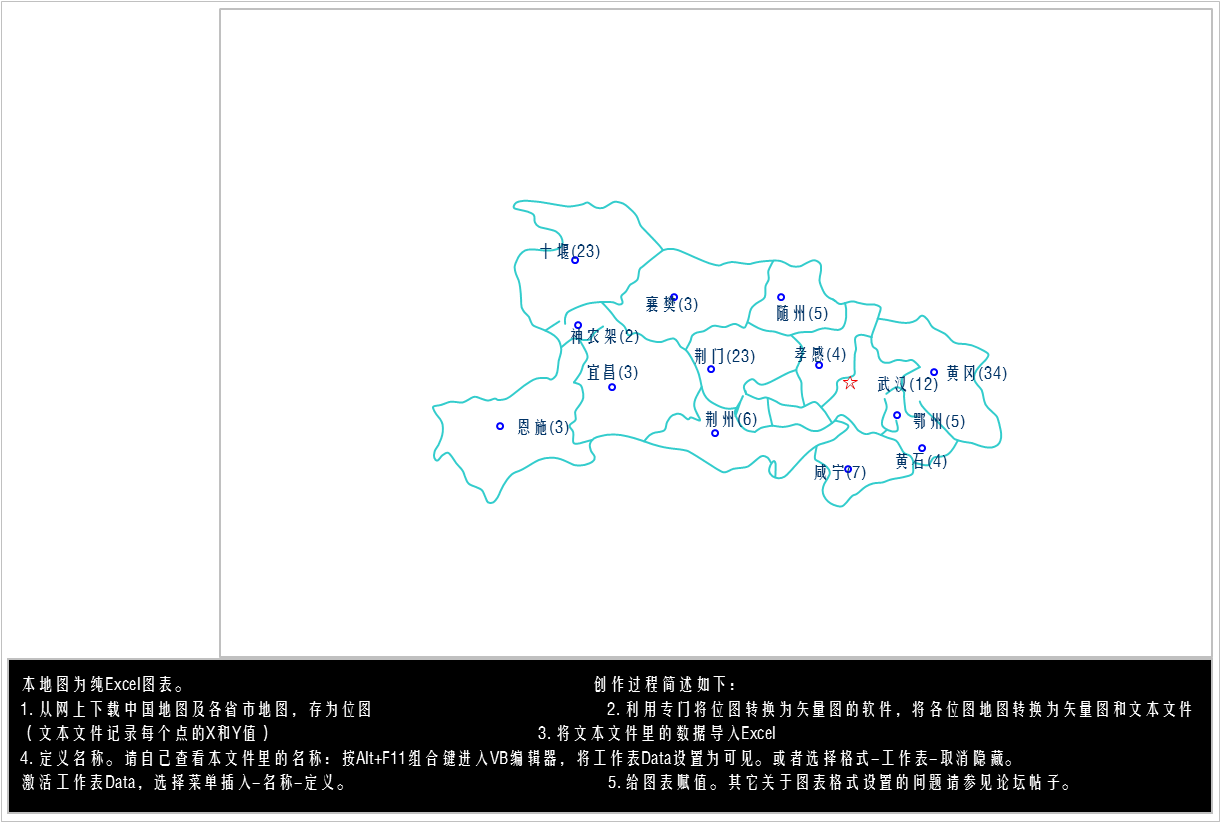 十堰(23)
襄樊(3)
随州(5)
神农架(2)
孝感(4)
荆门(23)
宜昌(3)
黄冈(34)
武汉(12)
荆州(6)
鄂州(5)
恩施(3)
黄石(4)
咸宁(7)
本地图为纯Excel图表。 创作过程简述如下：
1.从网上下载中国地图及各省市地图，存为位图 2.利用专门将位图转换为矢量图的软件，将各位图地图转换为矢量图和文本文件
（文本文件记录每个点的X和Y值） 3.将文本文件里的数据导入Excel
4.定义名称。请自己查看本文件里的名称：按Alt+F11组合键进入VB编辑器，将工作表Data设置为可见。或者选择格式-工作表-取消隐藏。
激活工作表Data，选择菜单插入-名称-定义。 5.给图表赋值。其它关于图表格式设置的问题请参见论坛帖子。